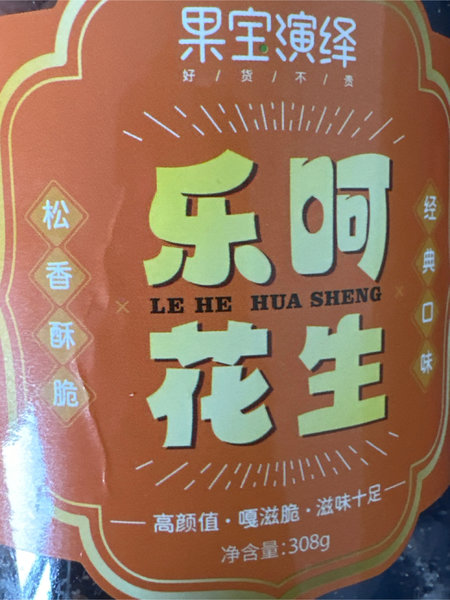 果宝演绎
好/货/不/贵
乐呵
LE HE HUA SHENG
花生
松香酥脆
经典口味
高颜值·嘎滋脆·滋味十足
净含量:308g